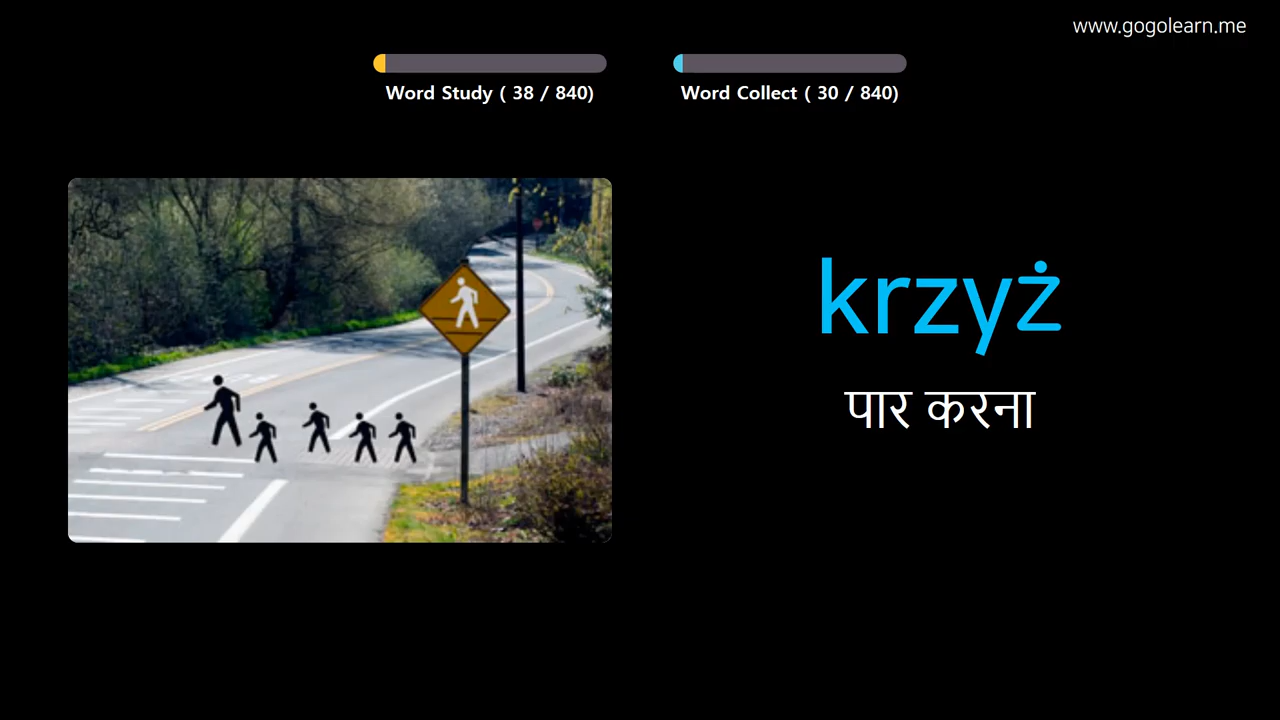 www.gogolearn.me
Word Study ( 38 / 840)
Word Collect ( 30 / 840)
krzyż
पार करना